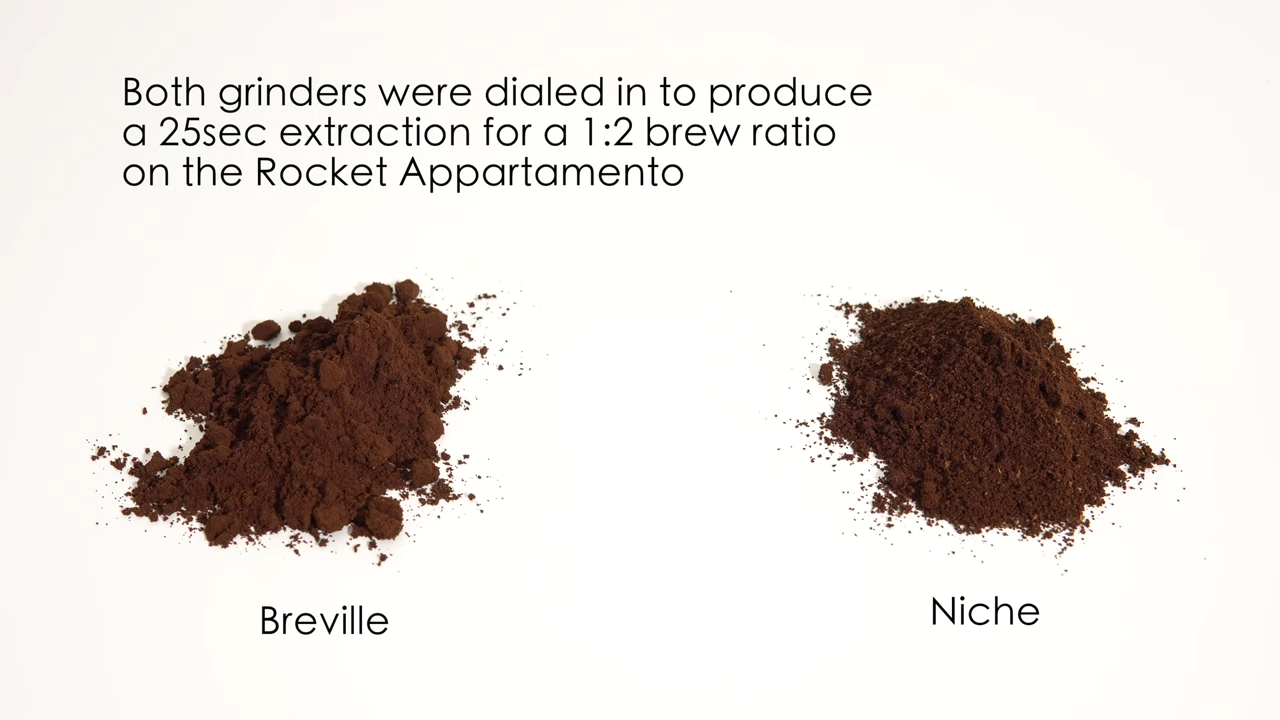 Both grinders were dialed in to produce
a 25sec extraction for a 1:2 brew ratio
on the Rocket Appartamento
Breville
Niche